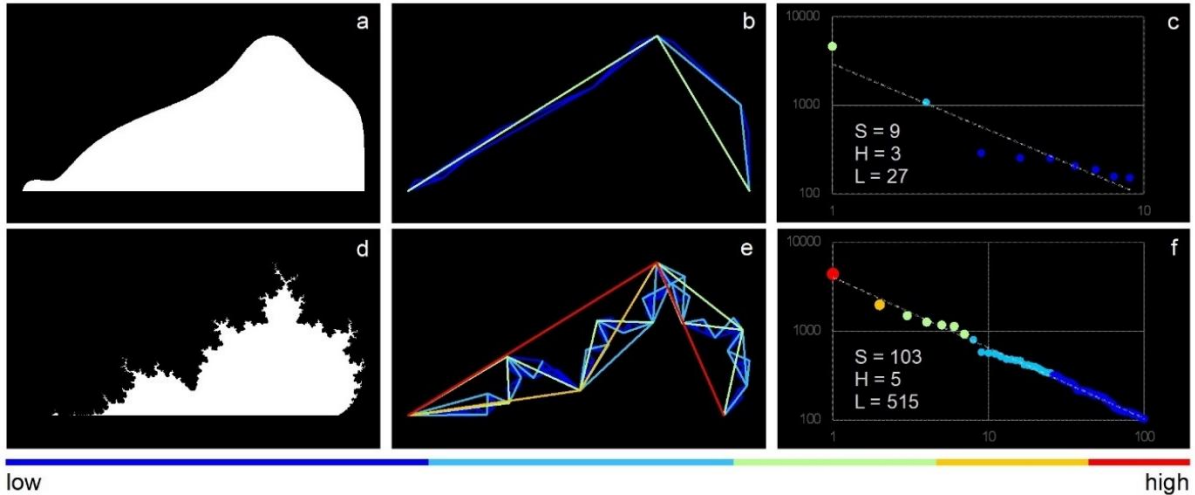 a
b
c
10000
1000
100
S = 9
H = 3
L = 27
1
10
d
e
f
10000
1000
100
S = 103
H = 5
L = 515
1
10
100
low
high